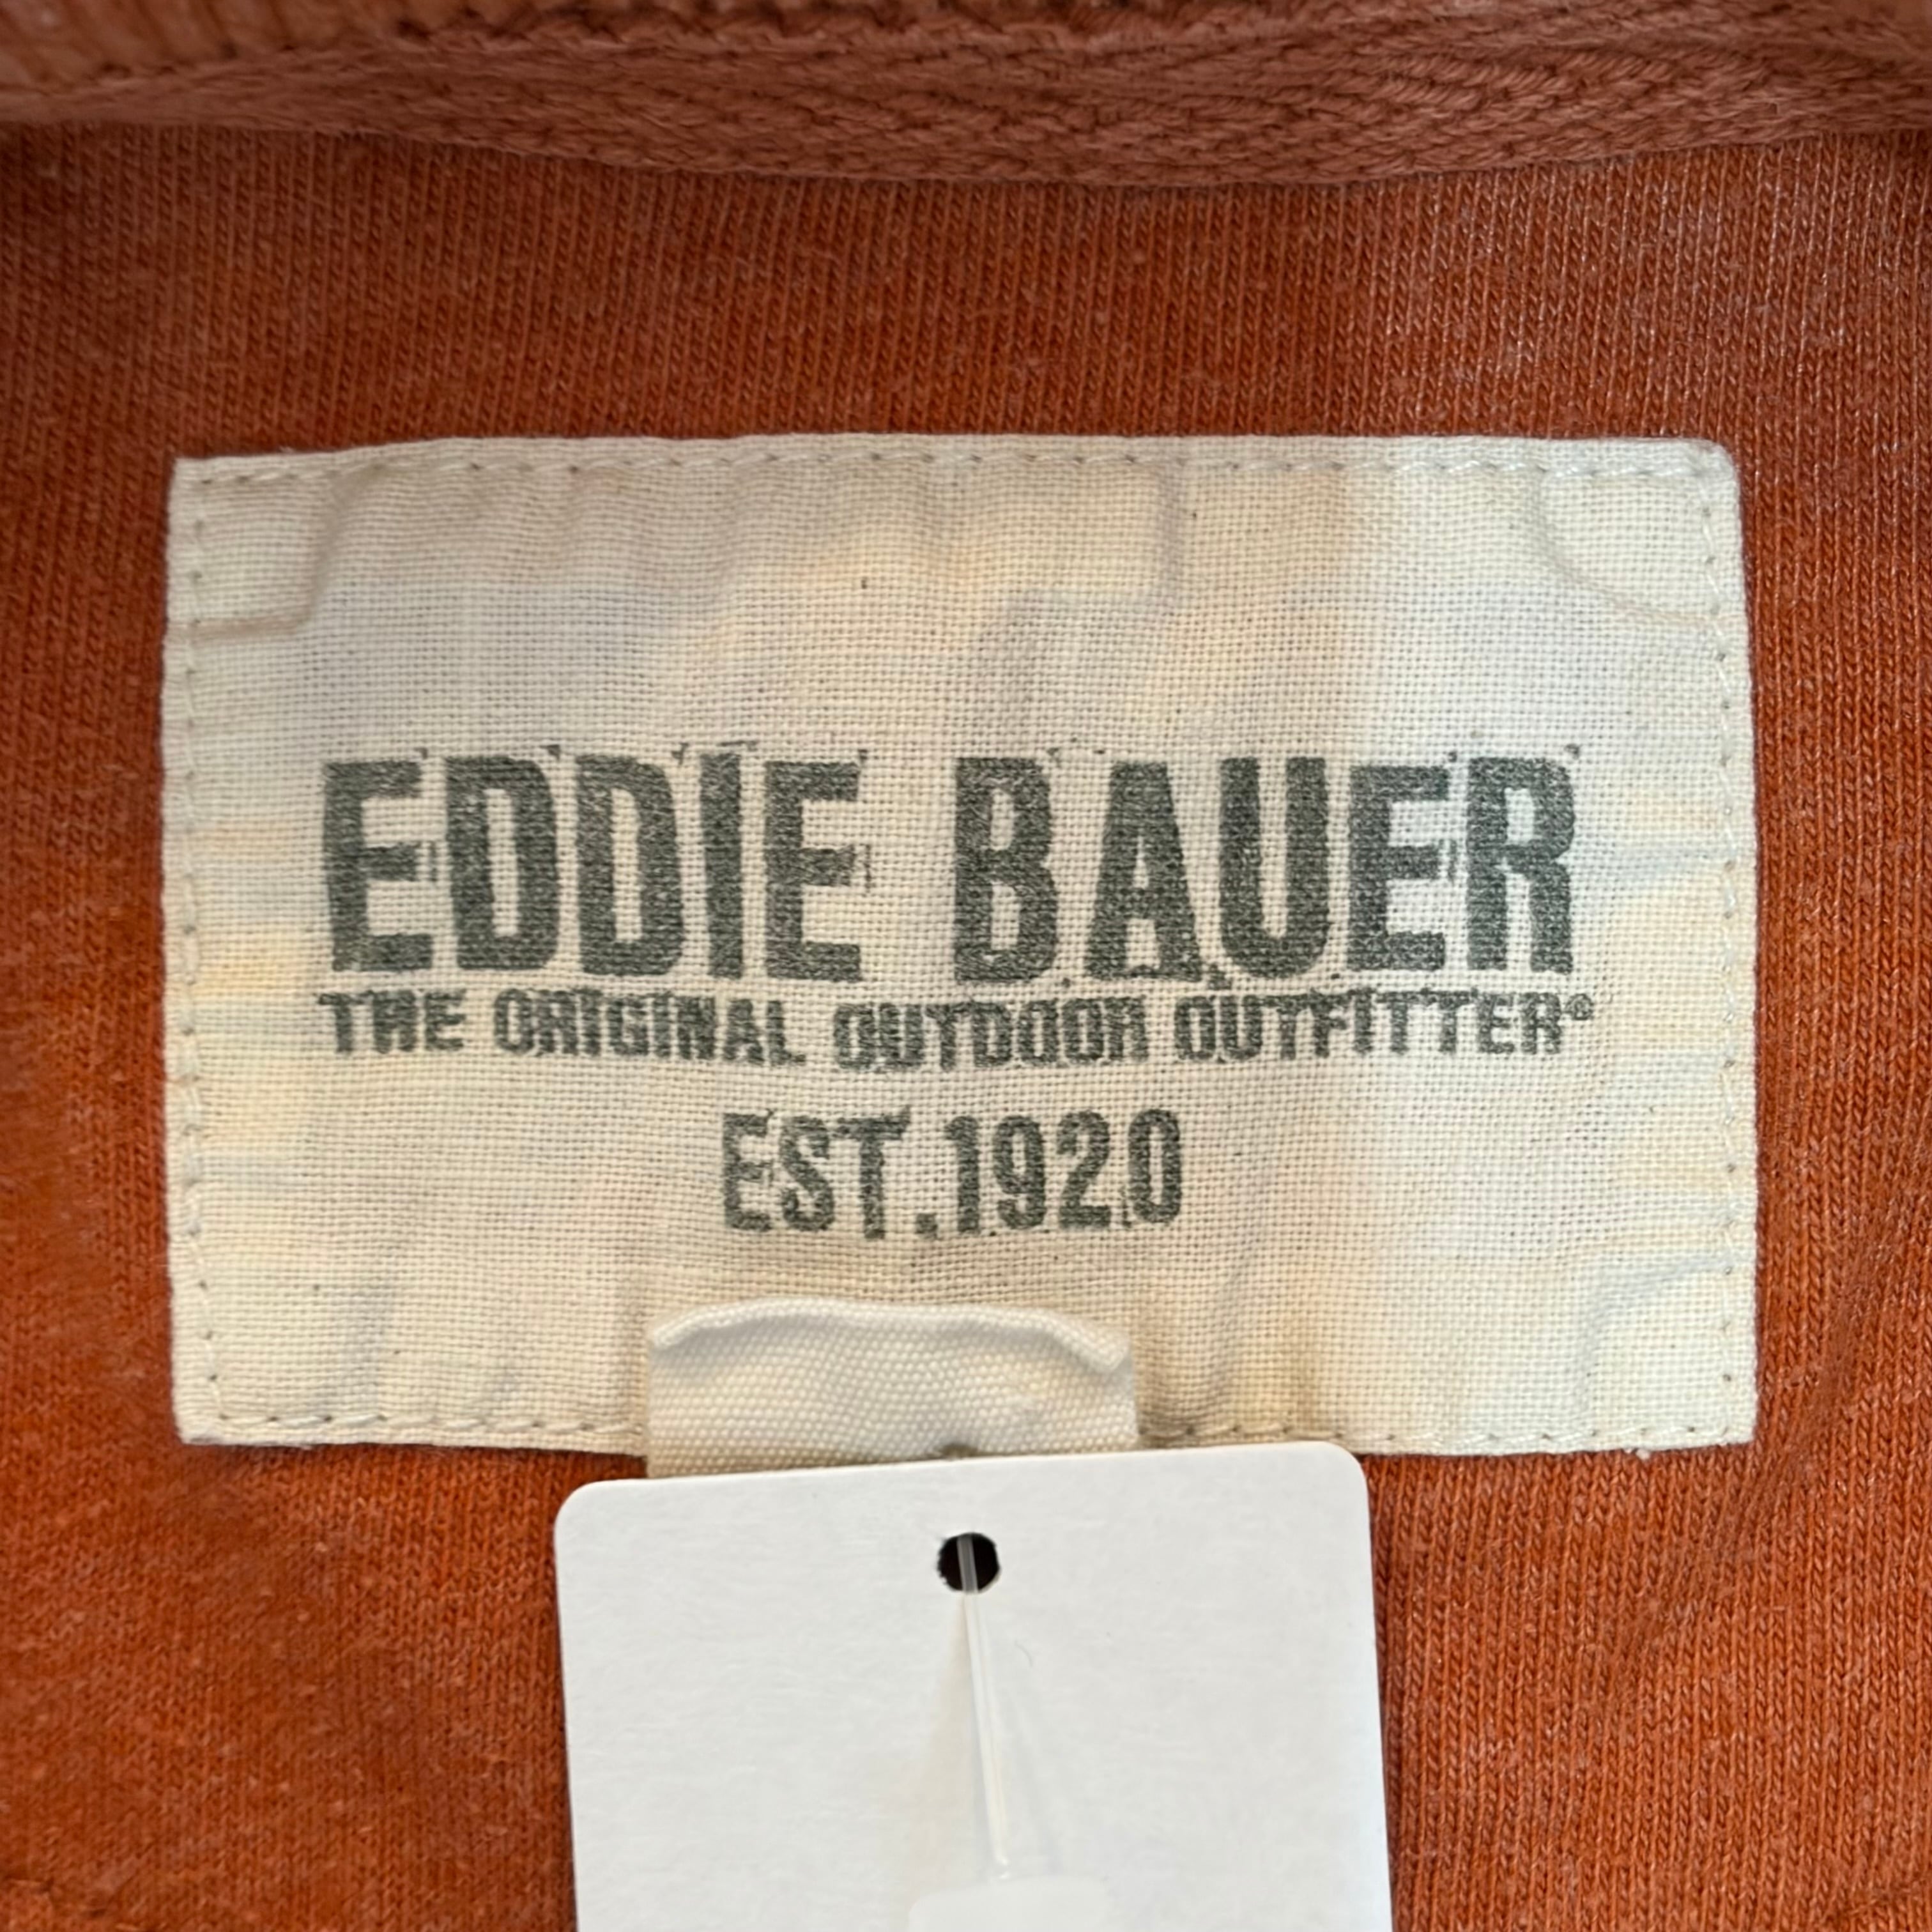 EDDIE BAUER
THE ORIGINAL OUTDOOR OUTFITTER®
EST.1920